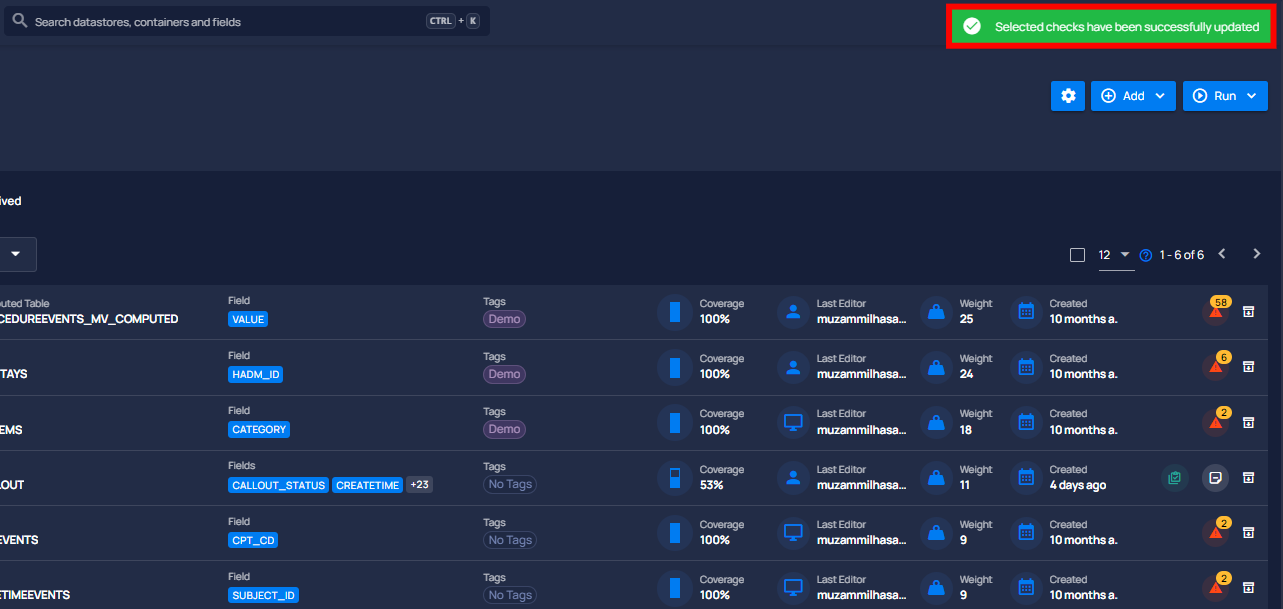 Search datastores, containers and fields CTRL + K
Selected checks have been successfully updated
Add Run
ived
12 1 - 6 of 6
uted Table Field Tags Coverage Last Editor Weight Created
CEDUREEVENTS_MV_COMPUTED VALUE Demo 100% muzammilhasa... 25 10 months a. 58
Field Tags Coverage Last Editor Weight Created
TAYS HADM_ID Demo 100% muzammilhasa... 24 10 months a. 6
Field Tags Coverage Last Editor Weight Created
EMS CATEGORY Demo 100% muzammilhasa... 18 10 months a. 2
Fields Tags Coverage Last Editor Weight Created
LOUT CALLOUT_STATUS CREATETIME +23 No Tags 53% muzammilhasa... 11 4 days ago
Field Tags Coverage Last Editor Weight Created
EVENTS CPT_CD No Tags 100% muzammilhasa... 9 10 months a. 2
Field Tags Coverage Last Editor Weight Created
ETIMEEVENTS SUBJECT_ID No Tags 100% muzammilhasa... 9 10 months a. 2